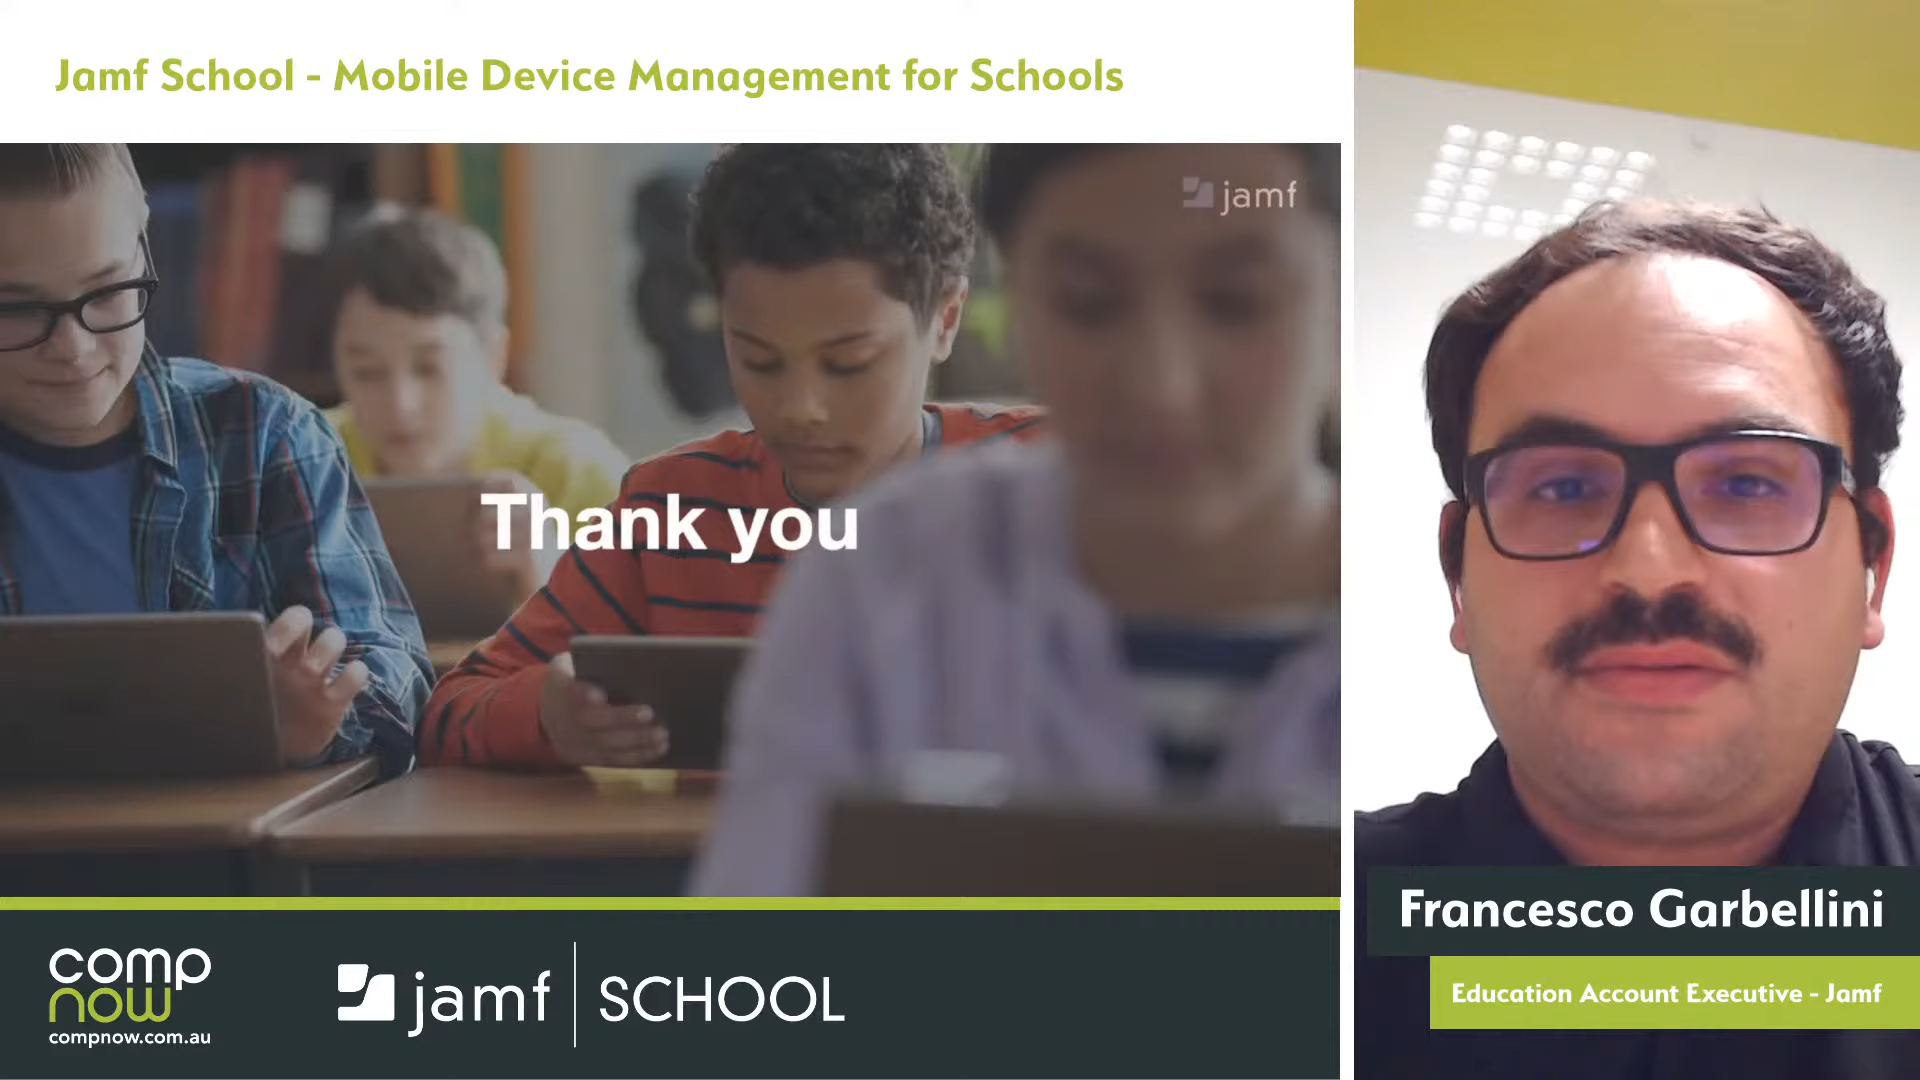 Jamf School - Mobile Device Management for Schools
jamf
Thank you
comp
now
compnow.com.au
jamf | SCHOOL
Francesco Garbellini
Education Account Executive - Jamf